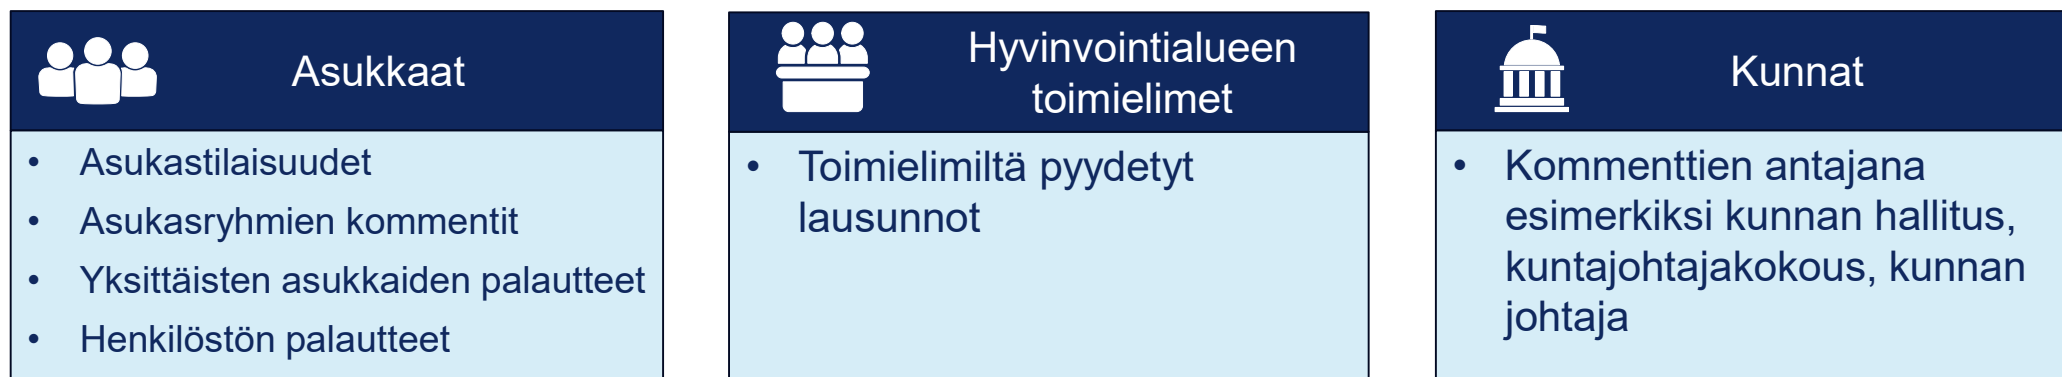 Asukkaat
• Asukastilaisuudet
• Asukasryhmien kommentit
• Yksittäisten asukkaiden palautteet
• Henkilöstön palautteet
Hyvinvointialueen
toimielimet
• Toimielimiltä pyydetyt
lausunnot
Kunnat
• Kommenttien antajana
esimerkiksi kunnan hallitus,
kuntajohtajakokous, kunnan
johtaja